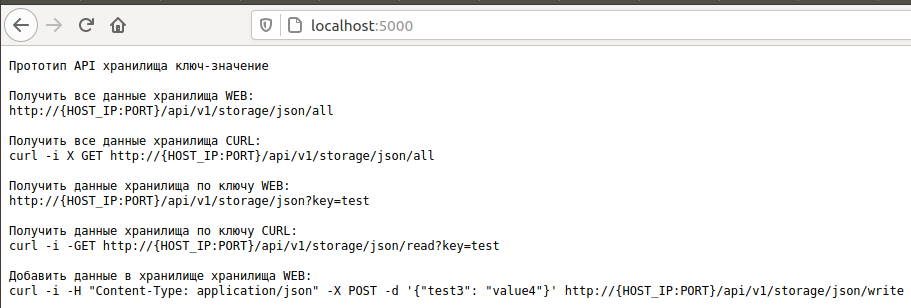 localhost:5000
Прототип API хранилища ключ-значение
Получить все данные хранилища WEB:
http://{HOST_IP:PORT}/api/v1/storage/json/all
Получить все данные хранилища CURL:
curl -i X GET http://{HOST_IP:PORT}/api/v1/storage/json/all
Получить данные хранилища по ключу WEB:
http://{HOST_IP:PORT}/api/v1/storage/json?key=test
Получить данные хранилища по ключу CURL:
curl -i -GET http://{HOST_IP:PORT}/api/v1/storage/json/read?key=test
Добавить данные в хранилище хранилища WEB:
curl -i -H "Content-Type: application/json" -X POST -d '{"test3": "value4"}' http://{HOST_IP:PORT}/api/v1/storage/json/write